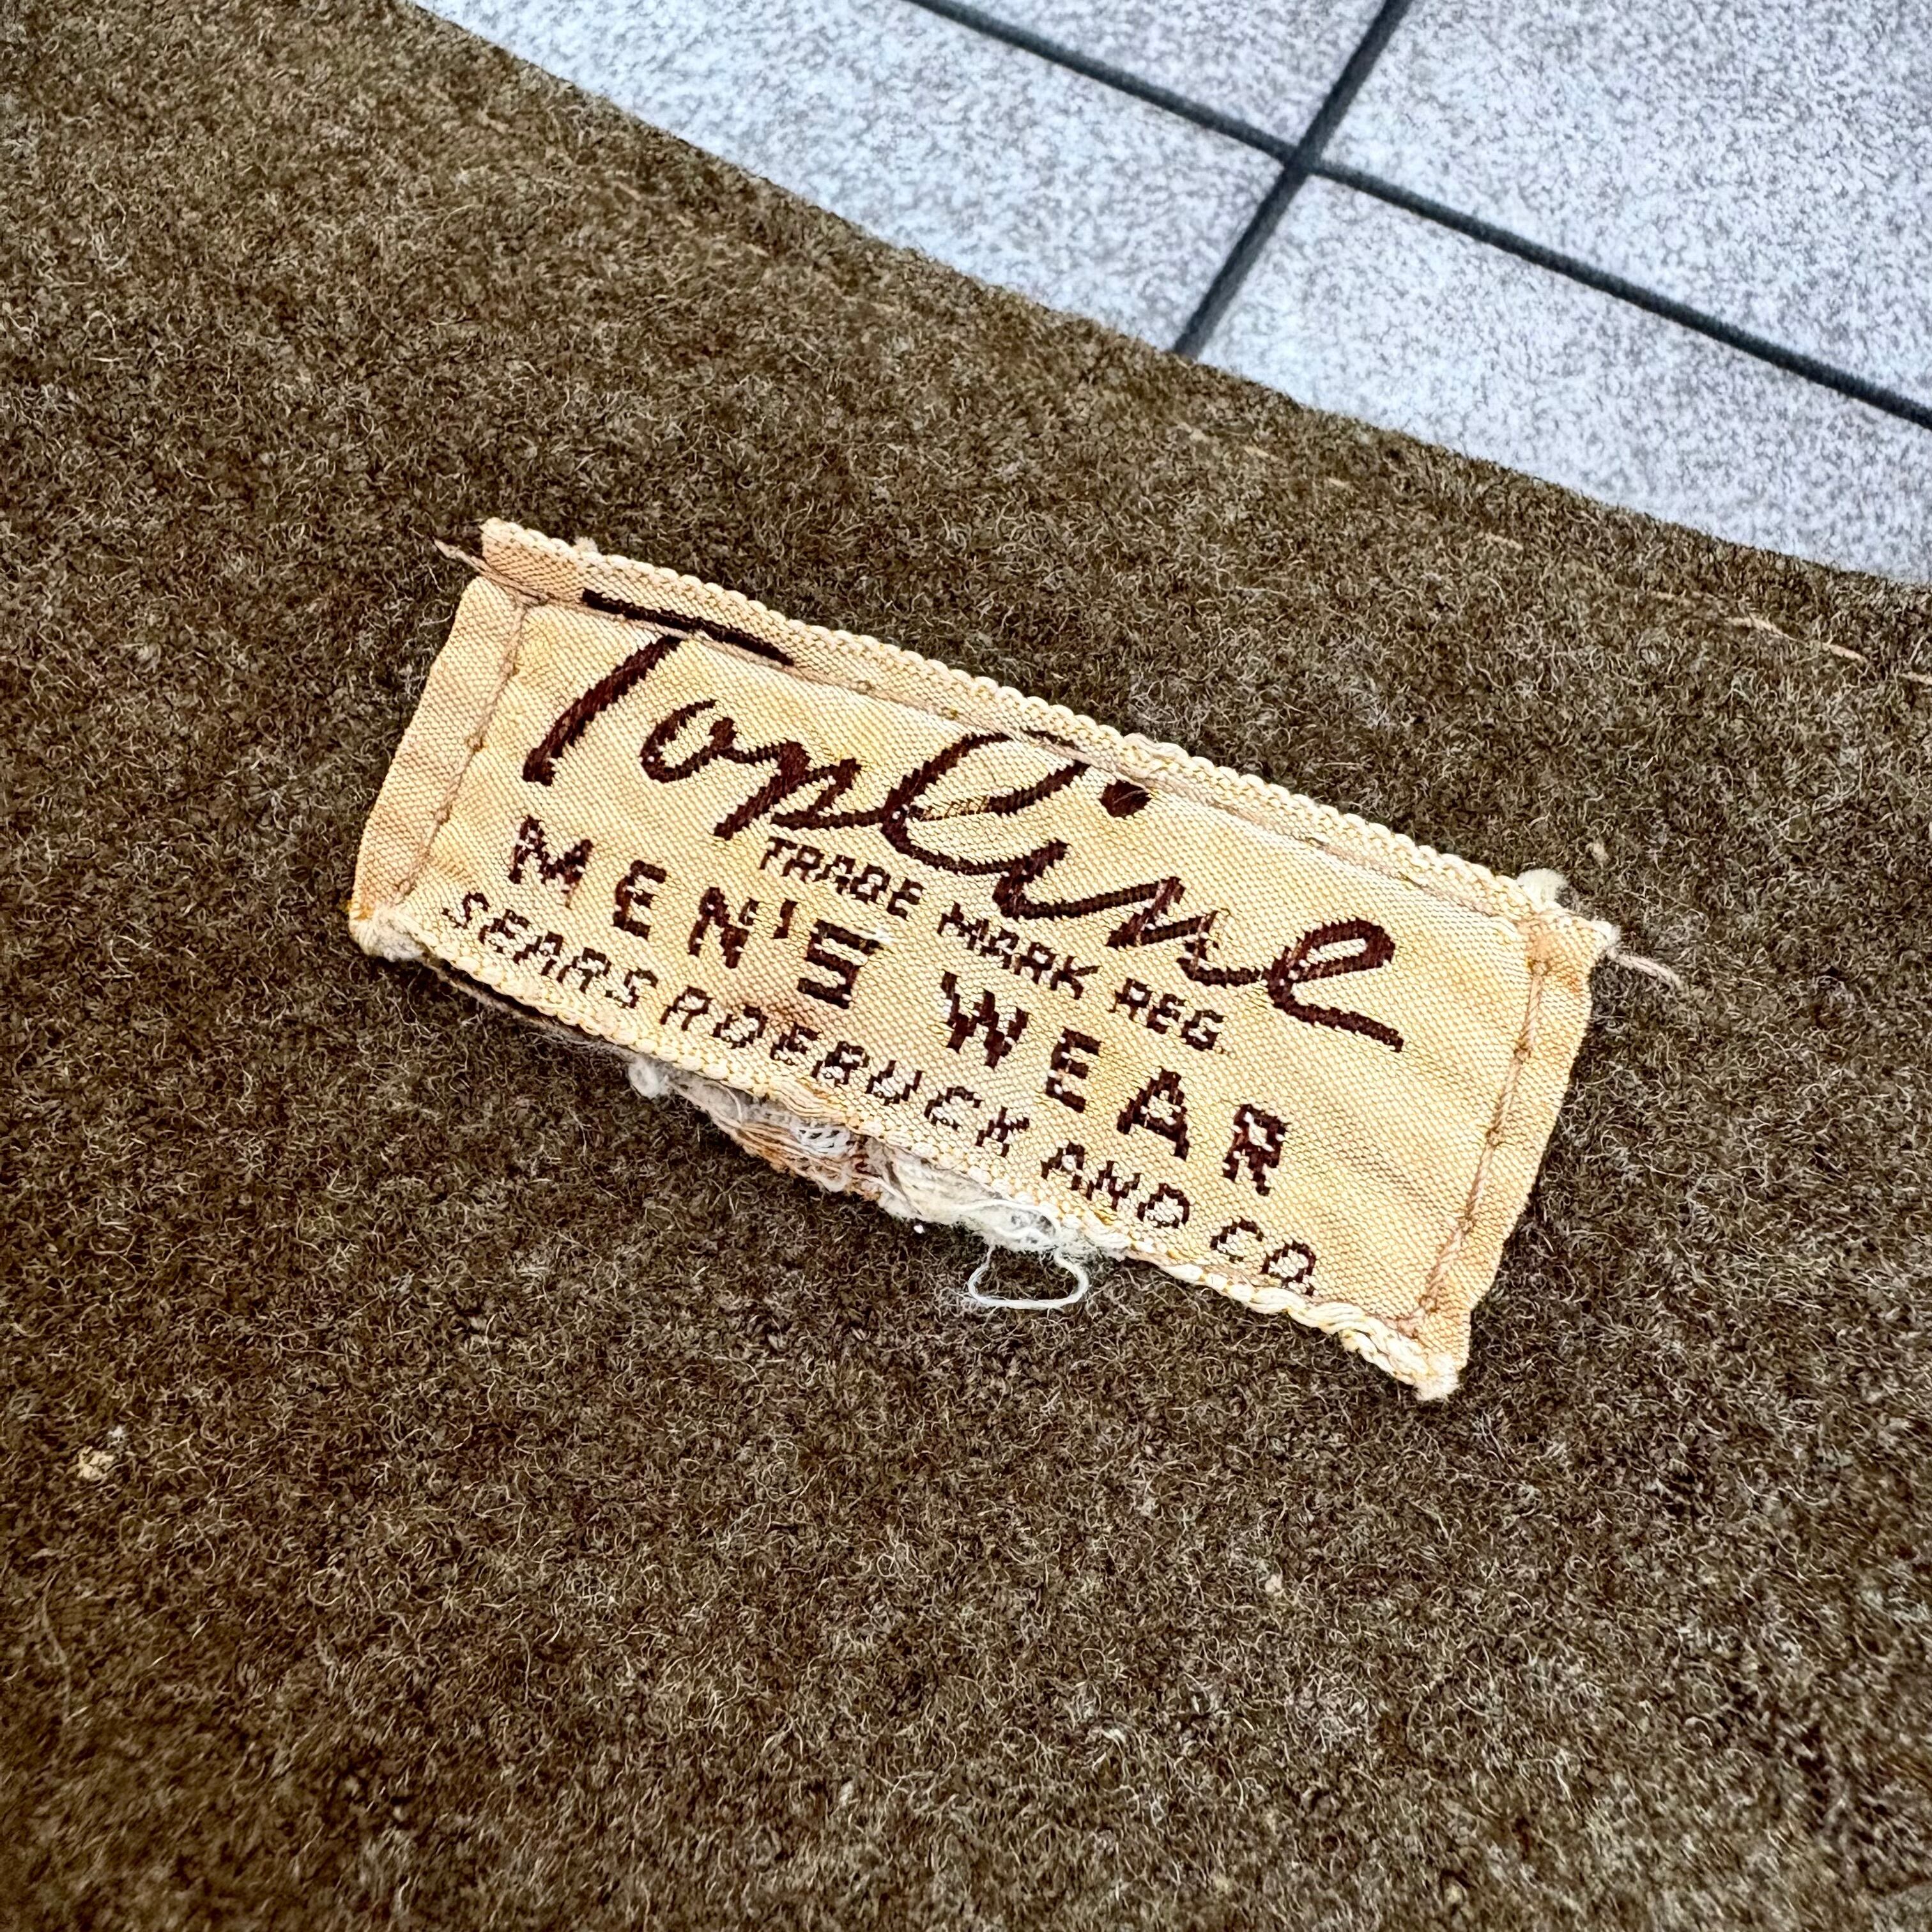 Topline
TRADE MARK REG.
MEN'S WEAR
SEARS ROEBUCK AND CO.